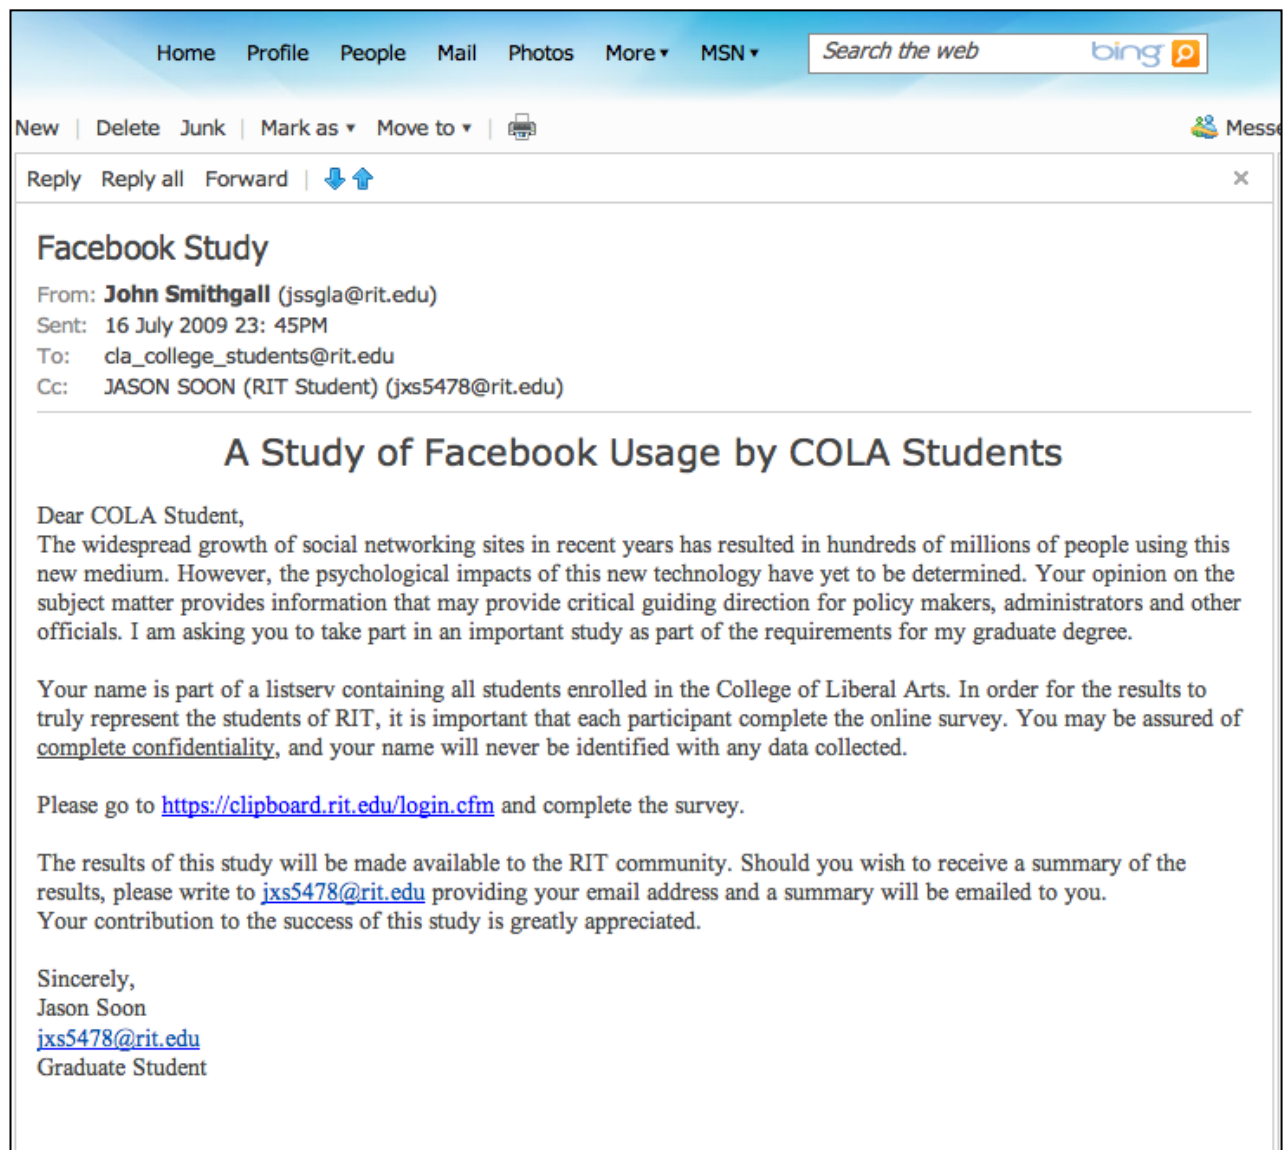 Home Profile People Mail Photos More▾ MSN▾ Search the web bing
New | Delete Junk | Mark as ▾ Move to ▾ | Messe
Reply Reply all Forward | ×
Facebook Study
From: John Smithgall (jssgla@rit.edu)
Sent: 16 July 2009 23: 45PM
To: cla_college_students@rit.edu
Cc: JASON SOON (RIT Student) (jxs5478@rit.edu)
A Study of Facebook Usage by COLA Students
Dear COLA Student,
The widespread growth of social networking sites in recent years has resulted in hundreds of millions of people using this
new medium. However, the psychological impacts of this new technology have yet to be determined. Your opinion on the
subject matter provides information that may provide critical guiding direction for policy makers, administrators and other
officials. I am asking you to take part in an important study as part of the requirements for my graduate degree.
Your name is part of a listserv containing all students enrolled in the College of Liberal Arts. In order for the results to
truly represent the students of RIT, it is important that each participant complete the online survey. You may be assured of
complete confidentiality, and your name will never be identified with any data collected.
Please go to https://clipboard.rit.edu/login.cfm and complete the survey.
The results of this study will be made available to the RIT community. Should you wish to receive a summary of the
results, please write to jxs5478@rit.edu providing your email address and a summary will be emailed to you.
Your contribution to the success of this study is greatly appreciated.
Sincerely,
Jason Soon
jxs5478@rit.edu
Graduate Student